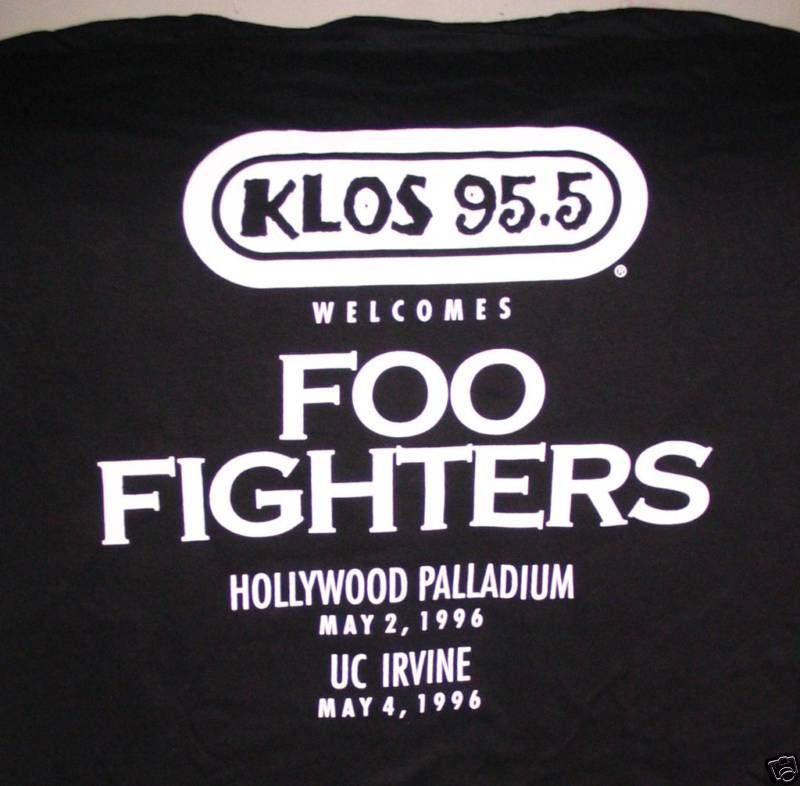 KLOS 95.5
®
WELCOMES
FOO
FIGHTERS
HOLLYWOOD PALLADIUM
MAY 2, 1996
UC IRVINE
MAY 4, 1996